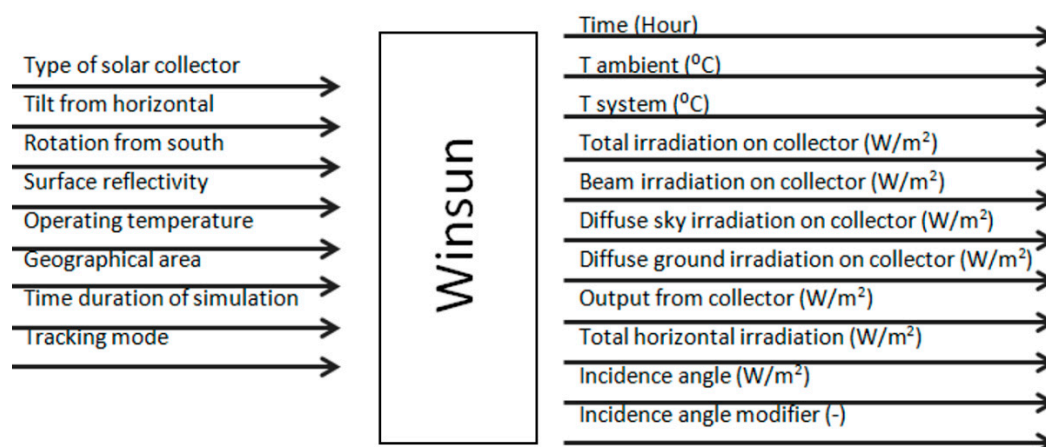 Type of solar collector
Tilt from horizontal
Rotation from south
Surface reflectivity
Operating temperature
Geographical area
Time duration of simulation
Tracking mode
Winsun
Time (Hour)
T ambient (⁰C)
T system (⁰C)
Total irradiation on collector (W/m²)
Beam irradiation on collector (W/m²)
Diffuse sky irradiation on collector (W/m²)
Diffuse ground irradiation on collector (W/m²)
Output from collector (W/m²)
Total horizontal irradiation (W/m²)
Incidence angle (W/m²)
Incidence angle modifier (-)